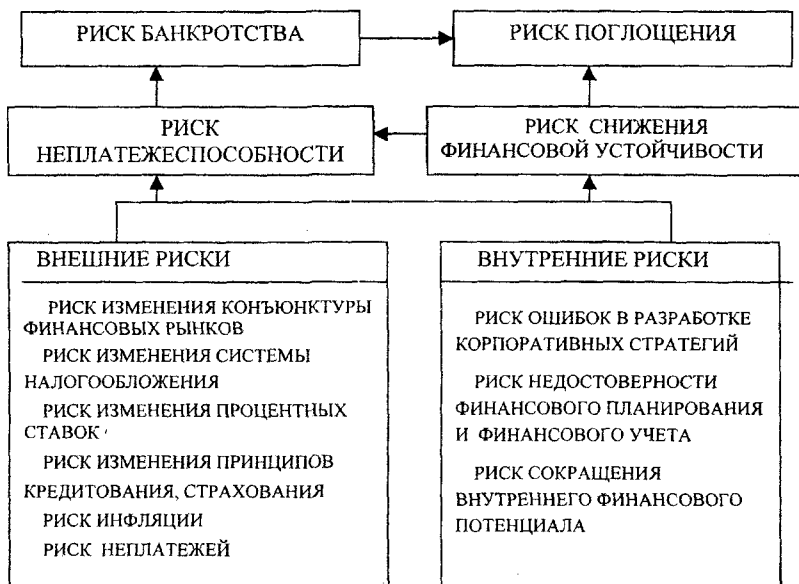 РИСК БАНКРОТСТВА
РИСК ПОГЛОЩЕНИЯ
РИСК
НЕПЛАТЕЖЕСПОСОБНОСТИ
РИСК СНИЖЕНИЯ
ФИНАНСОВОЙ УСТОЙЧИВОСТИ
ВНЕШНИЕ РИСКИ
РИСК ИЗМЕНЕНИЯ КОНЪЮНКТУРЫ
ФИНАНСОВЫХ РЫНКОВ
РИСК ИЗМЕНЕНИЯ СИСТЕМЫ
НАЛОГООБЛОЖЕНИЯ
РИСК ИЗМЕНЕНИЯ ПРОЦЕНТНЫХ
СТАВОК
РИСК ИЗМЕНЕНИЯ ПРИНЦИПОВ
КРЕДИТОВАНИЯ, СТРАХОВАНИЯ
РИСК ИНФЛЯЦИИ
РИСК НЕПЛАТЕЖЕЙ
ВНУТРЕННИЕ РИСКИ
РИСК ОШИБОК В РАЗРАБОТКЕ
КОРПОРАТИВНЫХ СТРАТЕГИЙ
РИСК НЕДОСТОВЕРНОСТИ
ФИНАНСОВОГО ПЛАНИРОВАНИЯ
И ФИНАНСОВОГО УЧЕТА
РИСК СОКРАЩЕНИЯ
ВНУТРЕННЕГО ФИНАНСОВОГО
ПОТЕНЦИАЛА